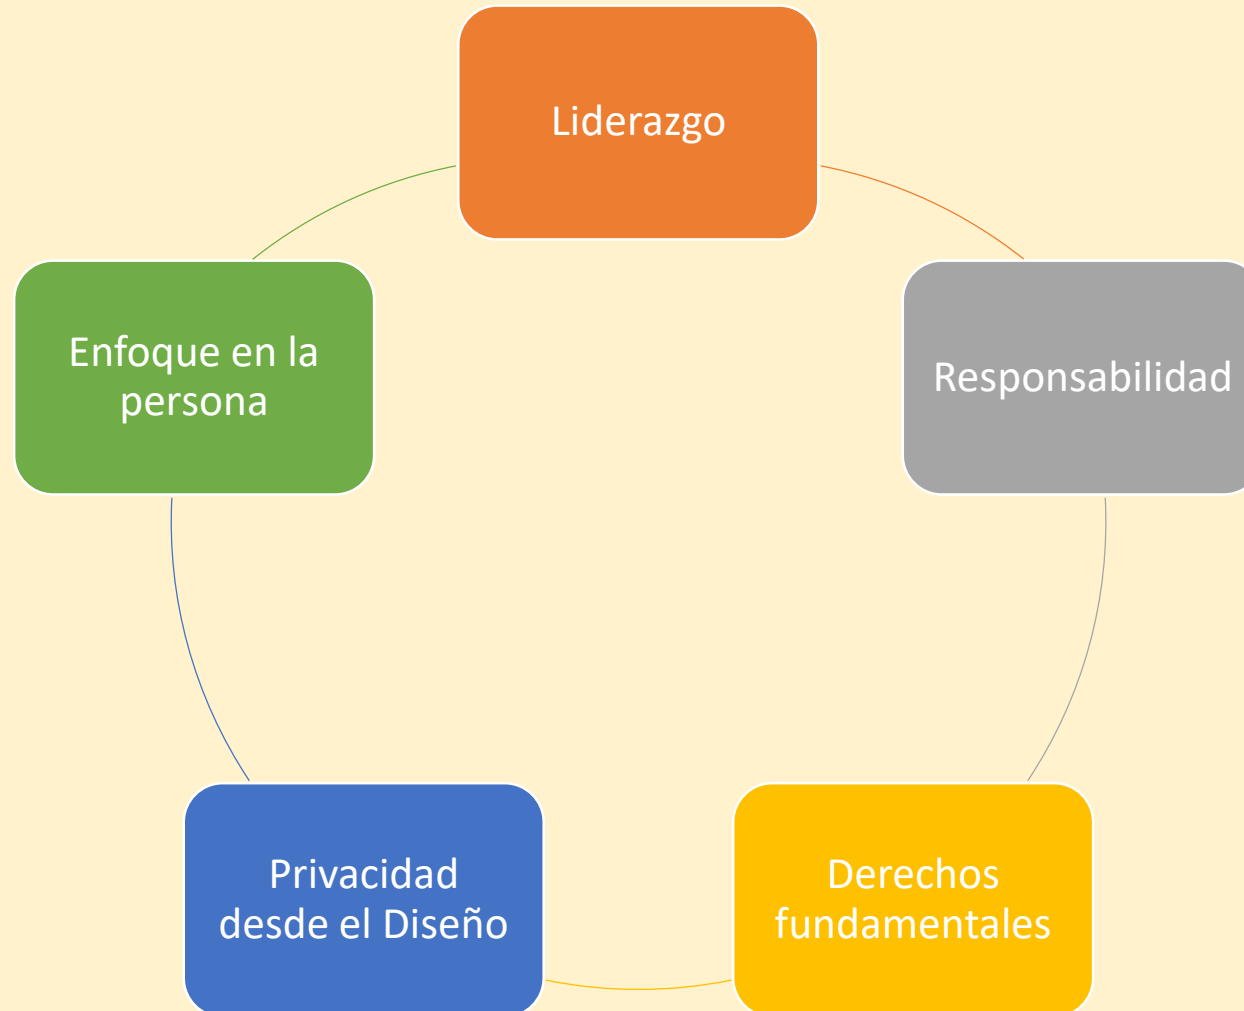 Liderazgo
Enfoque en la
persona
Responsabilidad
Privacidad
desde el Diseño
Derechos
fundamentales